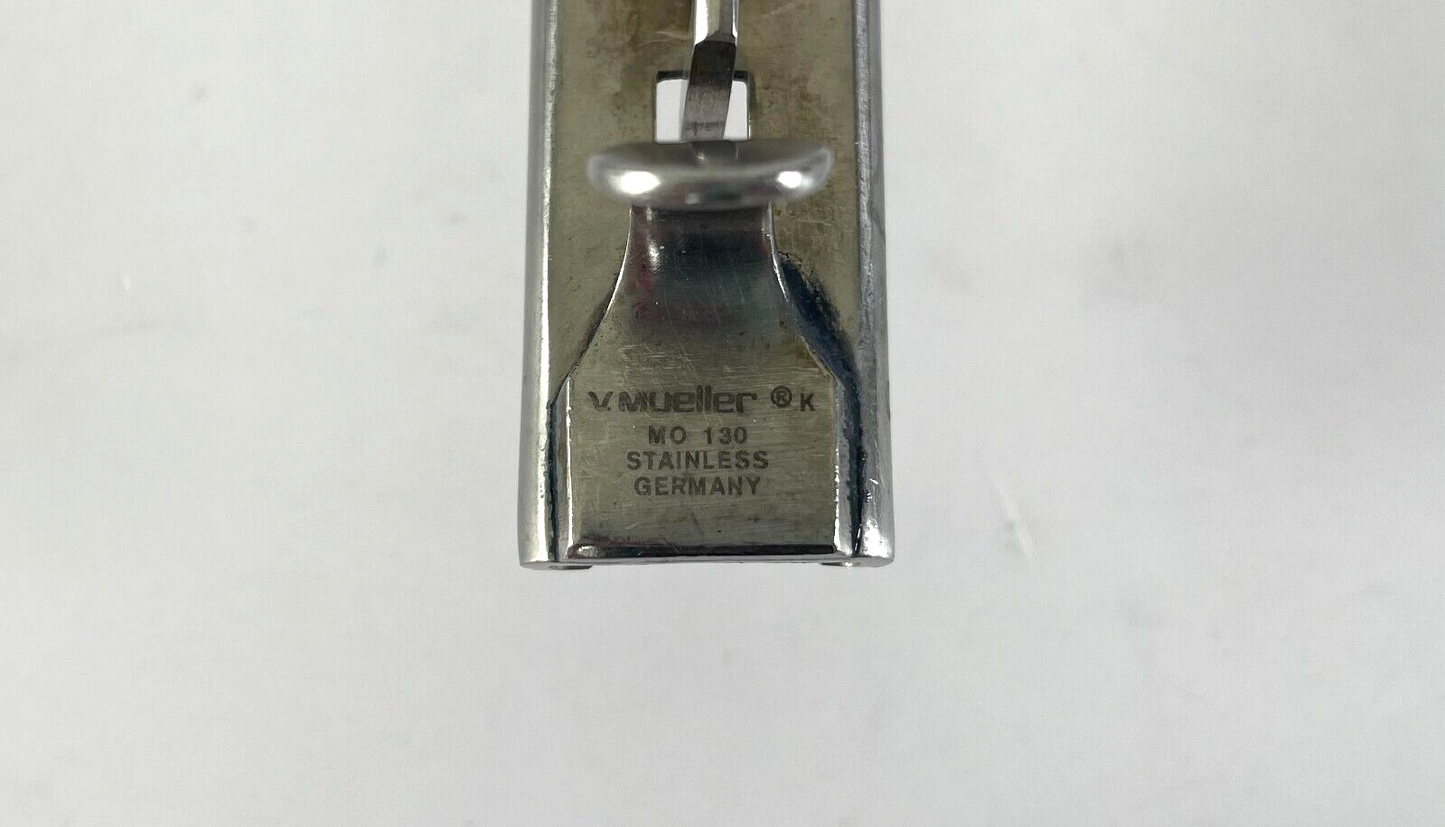 V. Mueller ® K
MO 130
STAINLESS
GERMANY